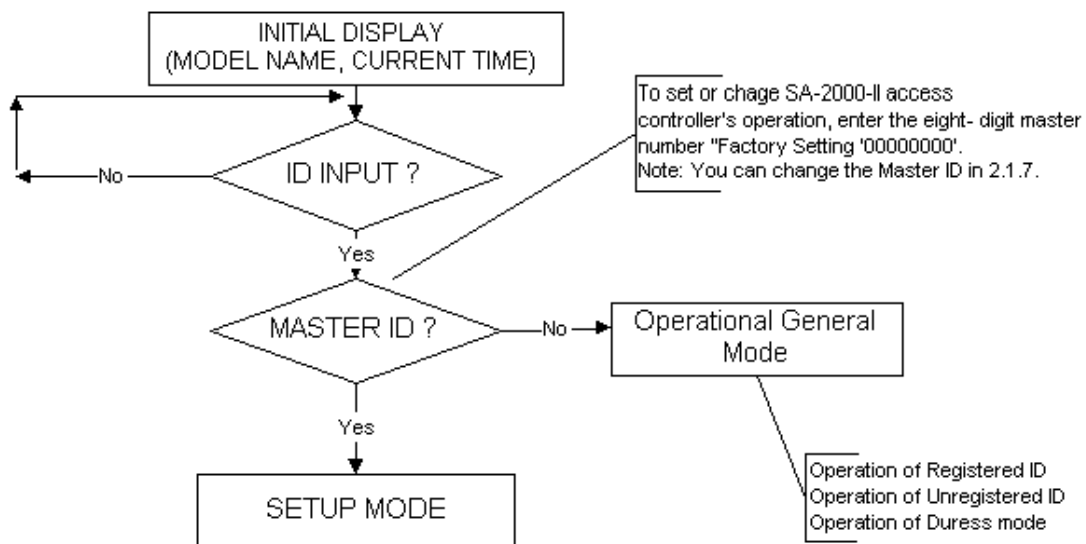 INITIAL DISPLAY
(MODEL NAME, CURRENT TIME)
To set or chage SA-2000-II access
controller's operation, enter the eight- digit master
number "Factory Setting '00000000'.
Note: You can change the Master ID in 2.1.7.
No
ID INPUT ?
Yes
MASTER ID ?
No
Operational General
Mode
Yes
SETUP MODE
Operation of Registered ID
Operation of Unregistered ID
Operation of Duress mode